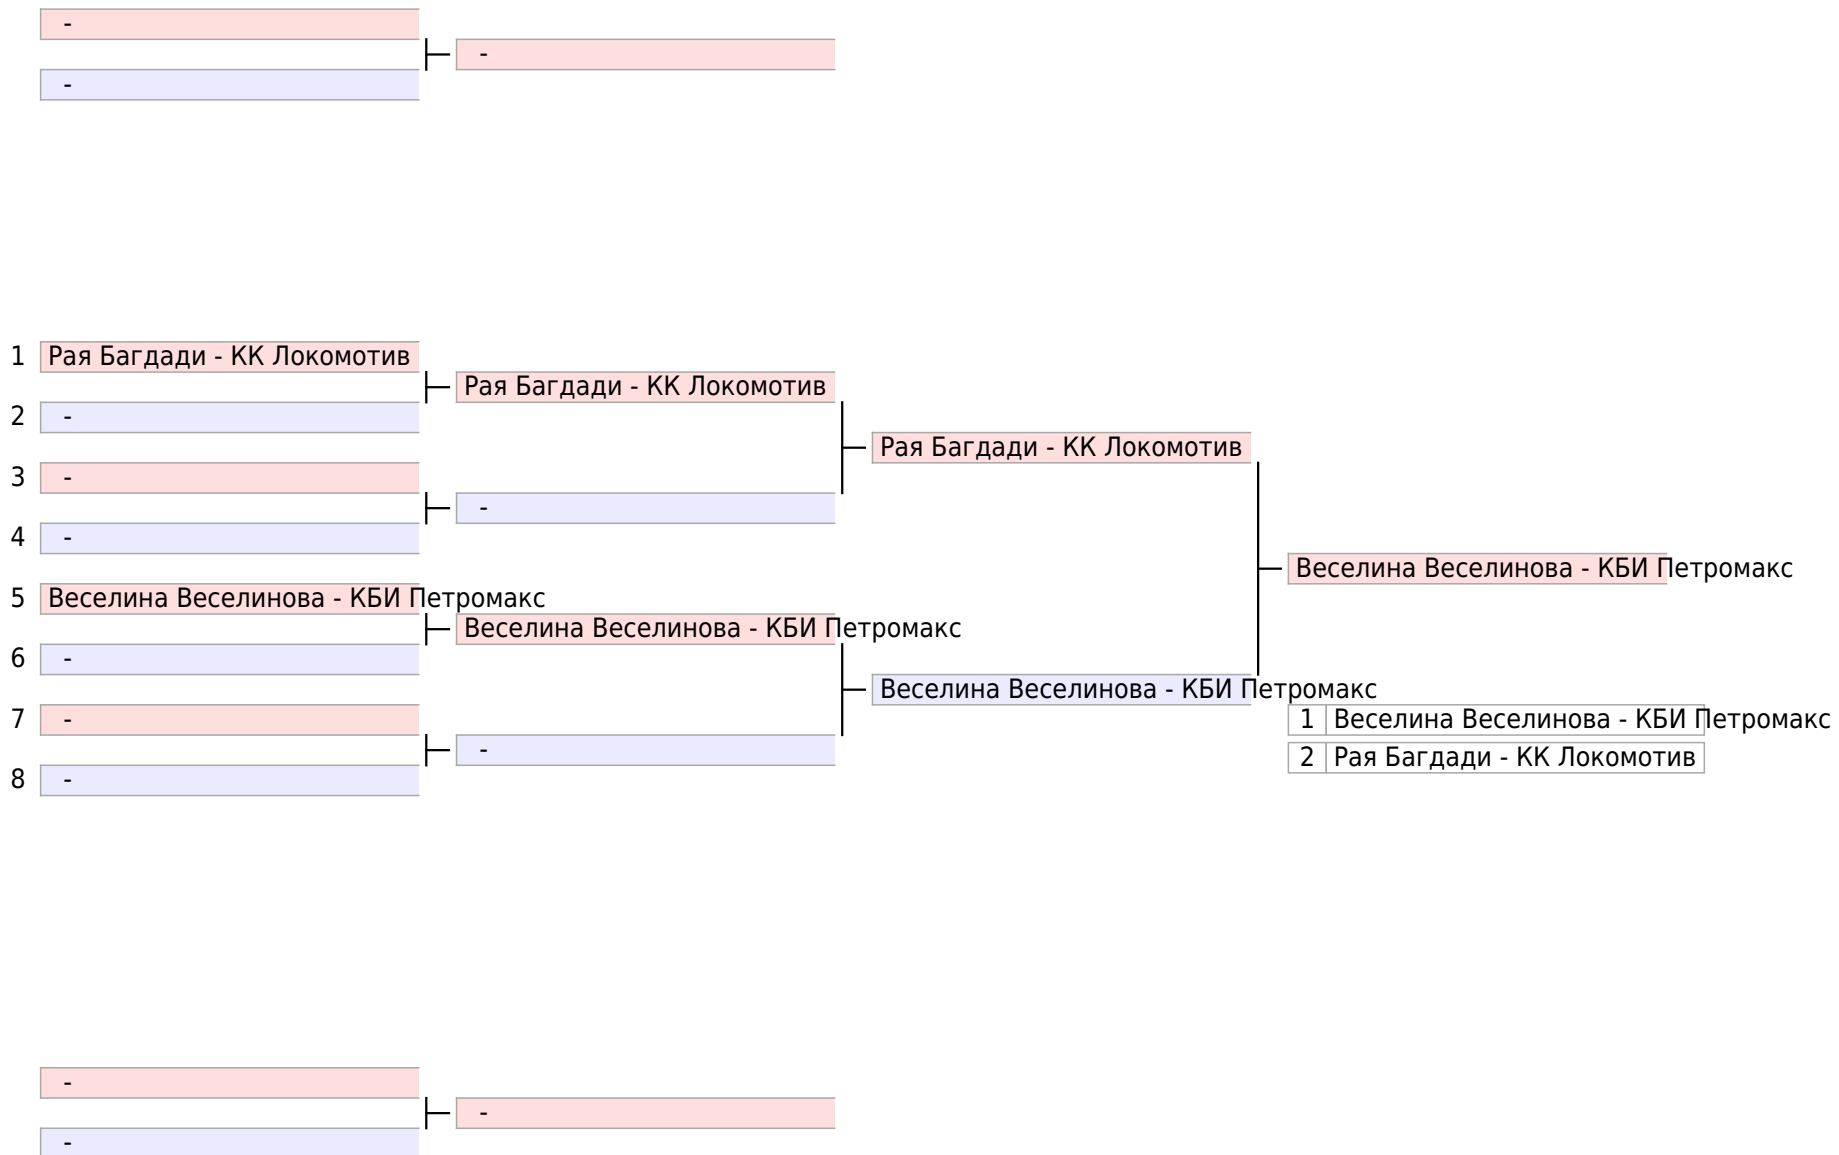 -
-
-
1 Рая Багдади - КК Локомотив
Рая Багдади - КК Локомотив
2 -
Рая Багдади - КК Локомотив
3 -
-
4 -
Веселина Веселинова - КБИ Петромакс
5 Веселина Веселинова - КБИ Петромакс
Веселина Веселинова - КБИ Петромакс
6 -
Веселина Веселинова - КБИ Петромакс
7 -
1 Веселина Веселинова - КБИ Петромакс
-
2 Рая Багдади - КК Локомотив
8 -
-
-
-